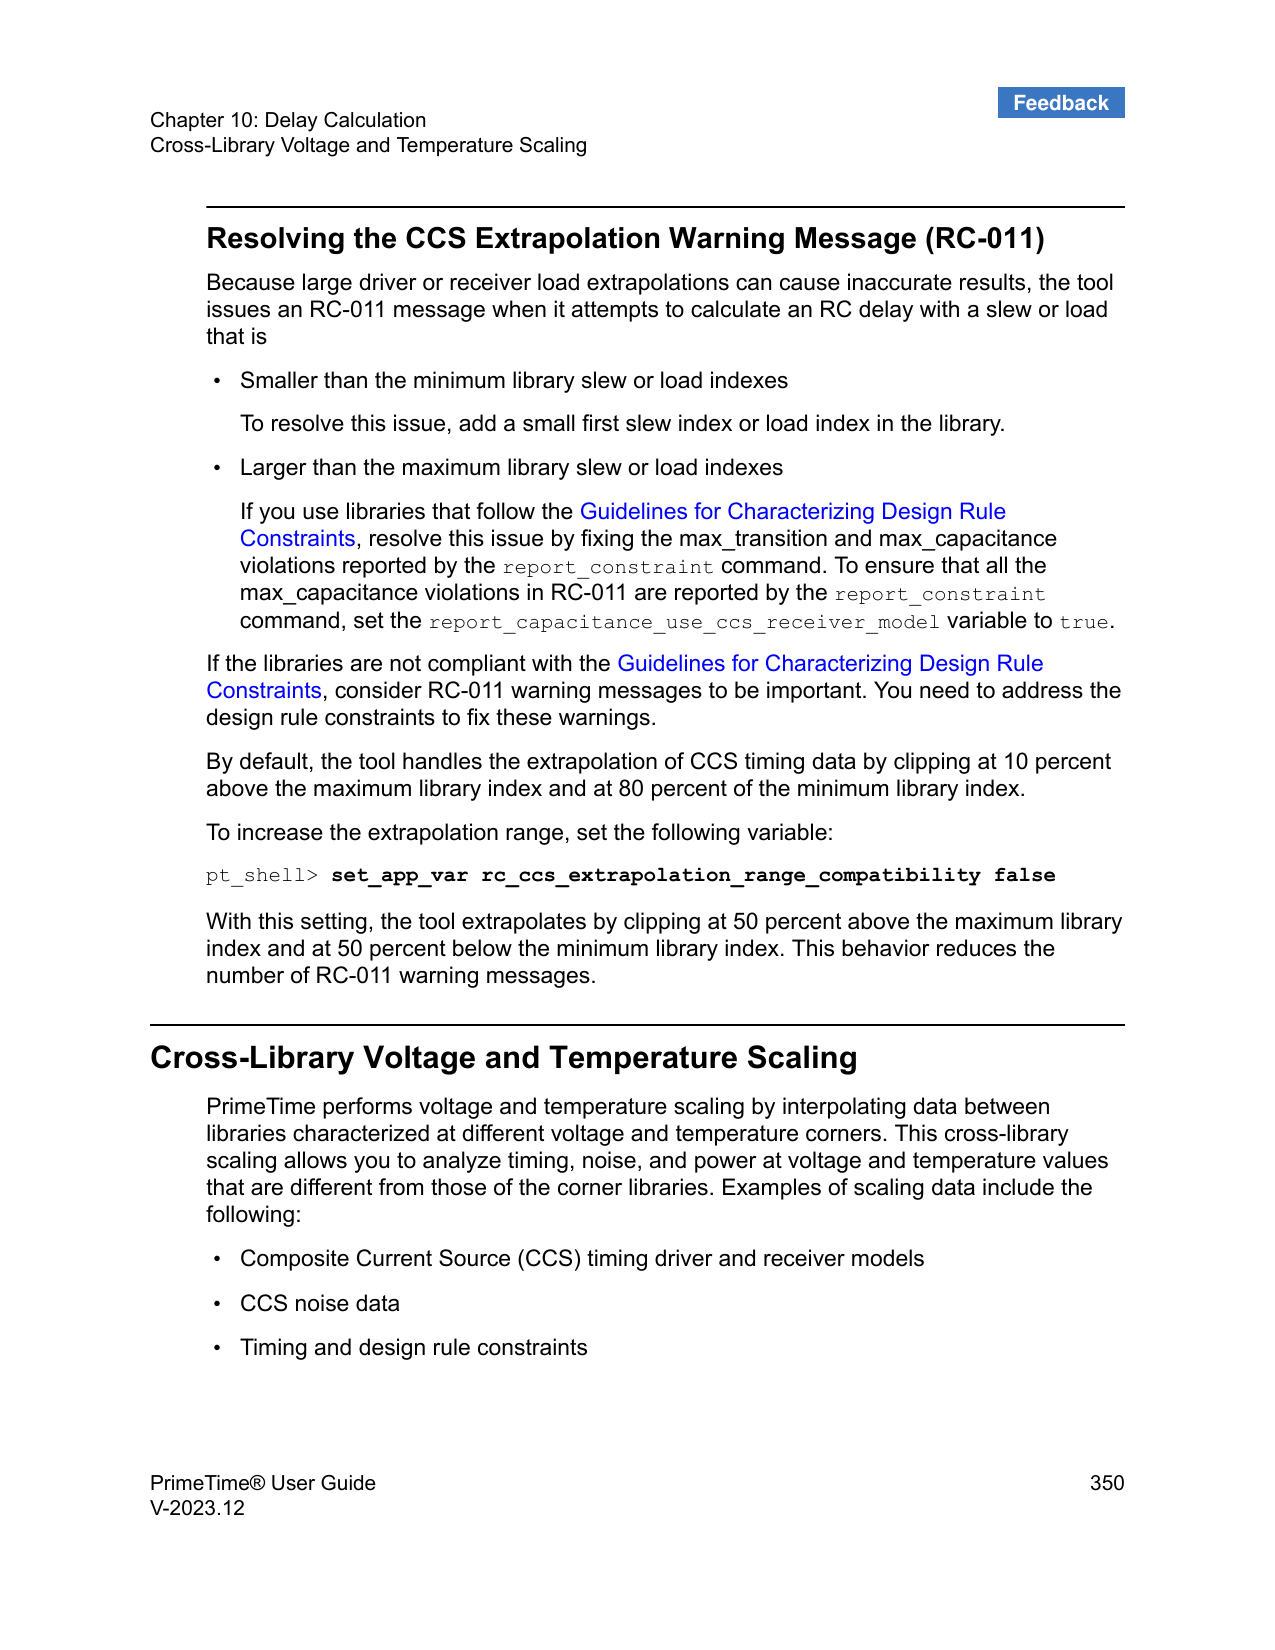 Feedback
Chapter 10: Delay Calculation
Cross-Library Voltage and Temperature Scaling
Resolving the CCS Extrapolation Warning Message (RC-011)
Because large driver or receiver load extrapolations can cause inaccurate results, the tool
issues an RC-011 message when it attempts to calculate an RC delay with a slew or load
that is
• Smaller than the minimum library slew or load indexes
To resolve this issue, add a small first slew index or load index in the library.
• Larger than the maximum library slew or load indexes
If you use libraries that follow the Guidelines for Characterizing Design Rule
Constraints, resolve this issue by fixing the max_transition and max_capacitance
violations reported by the report_constraint command. To ensure that all the
max_capacitance violations in RC-011 are reported by the report_constraint
command, set the report_capacitance_use_ccs_receiver_model variable to true.
If the libraries are not compliant with the Guidelines for Characterizing Design Rule
Constraints, consider RC-011 warning messages to be important. You need to address the
design rule constraints to fix these warnings.
By default, the tool handles the extrapolation of CCS timing data by clipping at 10 percent
above the maximum library index and at 80 percent of the minimum library index.
To increase the extrapolation range, set the following variable:
pt_shell> set_app_var rc_ccs_extrapolation_range_compatibility false
With this setting, the tool extrapolates by clipping at 50 percent above the maximum library
index and at 50 percent below the minimum library index. This behavior reduces the
number of RC-011 warning messages.
Cross-Library Voltage and Temperature Scaling
PrimeTime performs voltage and temperature scaling by interpolating data between
libraries characterized at different voltage and temperature corners. This cross-library
scaling allows you to analyze timing, noise, and power at voltage and temperature values
that are different from those of the corner libraries. Examples of scaling data include the
following:
• Composite Current Source (CCS) timing driver and receiver models
• CCS noise data
• Timing and design rule constraints
PrimeTime® User Guide 350
V-2023.12